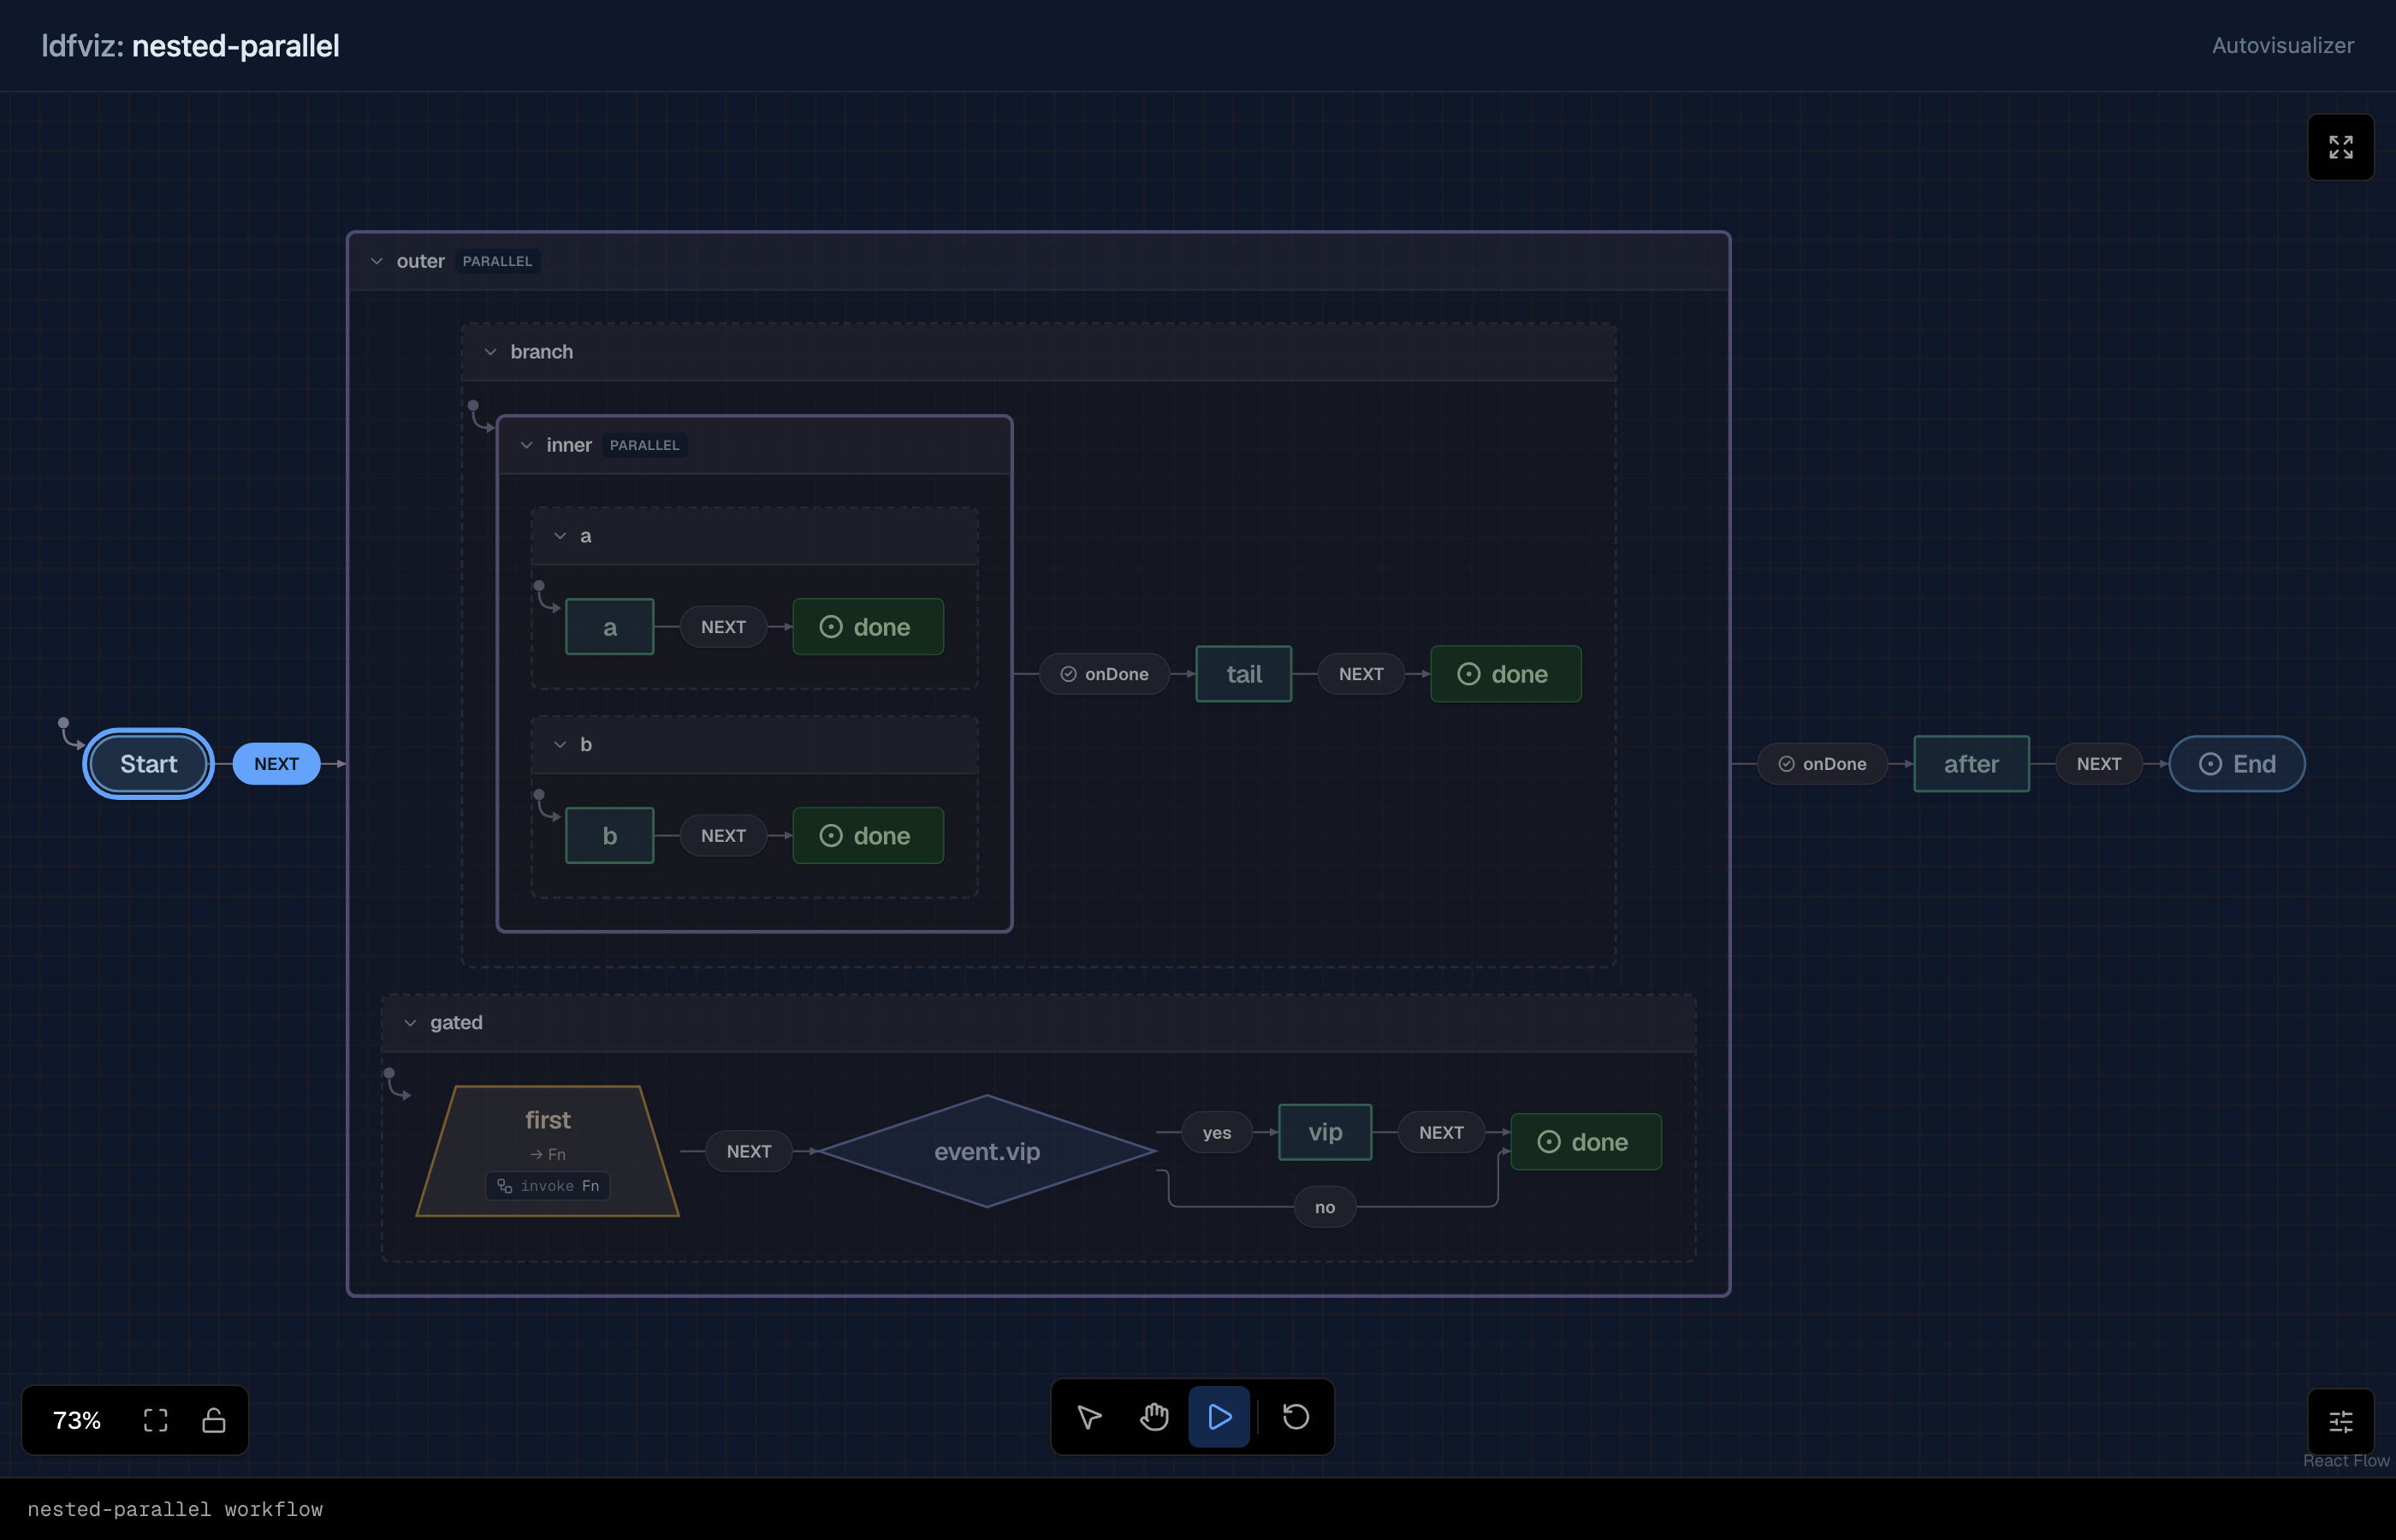 ldfviz: nested-parallel
Autovisualizer
outer PARALLEL
branch
inner PARALLEL
a
a NEXT done
onDone tail NEXT done
b
b NEXT done
Start NEXT
onDone after NEXT End
gated
first
→ Fn
invoke Fn
NEXT
event.vip
yes vip NEXT done
no
73%
React Flow
nested-parallel workflow